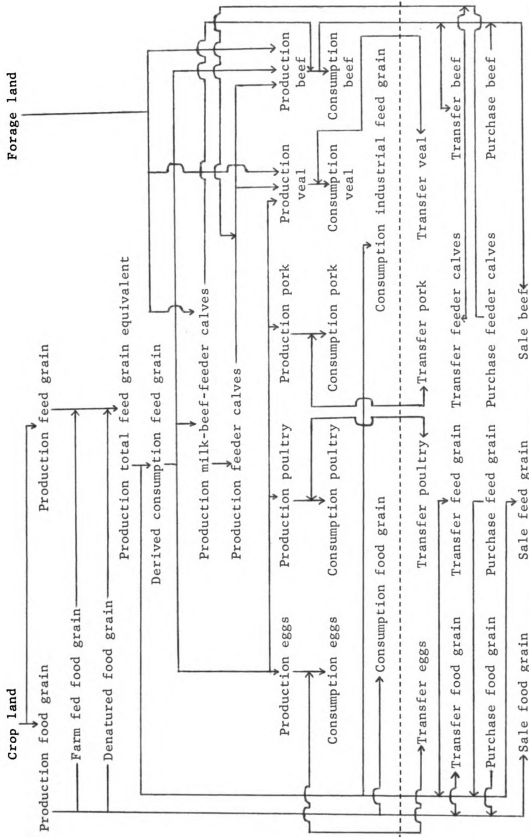 Crop land
Forage land
Production food grain
Production feed grain
Farm fed food grain
Denatured food grain
Production total feed grain equivalent
Derived consumption feed grain
Production milk-beef-feeder calves
Production feeder calves
Production eggs
Production poultry
Production pork
Production veal
Production beef
Consumption eggs
Consumption poultry
Consumption pork
Consumption veal
Consumption beef
Consumption food grain
Consumption industrial feed grain
Transfer eggs
Transfer poultry
Transfer pork
Transfer veal
Transfer food grain
Transfer feed grain
Transfer feeder calves
Transfer beef
Purchase food grain
Purchase feed grain
Purchase feeder calves
Purchase beef
Sale food grain
Sale feed grain
Sale beef